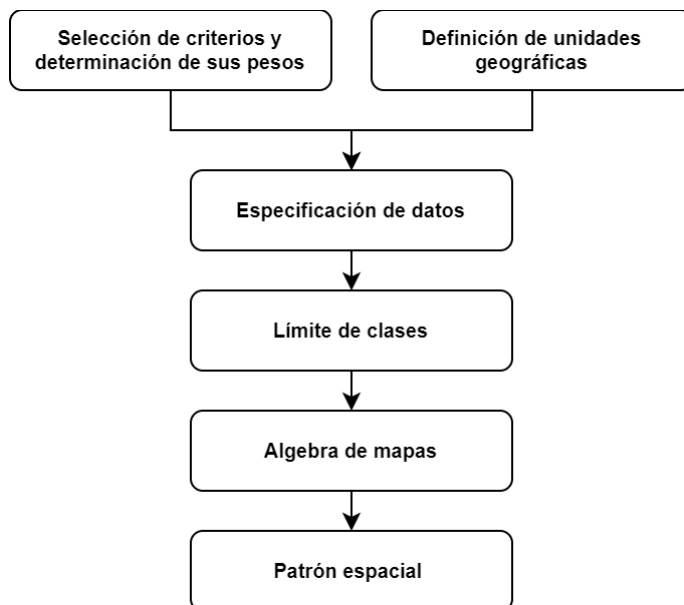 Selección de criterios y
determinación de sus pesos
Definición de unidades
geográficas
Especificación de datos
Límite de clases
Algebra de mapas
Patrón espacial